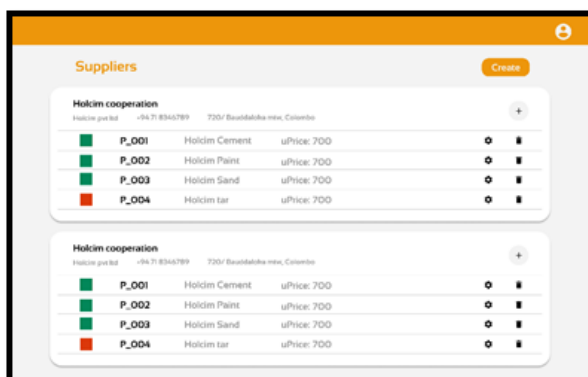 Suppliers
Create
Holcim cooperation
Holcim pvt ltd +94 71 8346789 720/ Bauddaloka mw, Colombo
+
P_001 Holcim Cement uPrice: 700
P_002 Holcim Paint uPrice: 700
P_003 Holcim Sand uPrice: 700
P_004 Holcim tar uPrice: 700
Holcim cooperation
Holcim pvt ltd +94 71 8346789 720/ Bauddaloka mw, Colombo
+
P_001 Holcim Cement uPrice: 700
P_002 Holcim Paint uPrice: 700
P_003 Holcim Sand uPrice: 700
P_004 Holcim tar uPrice: 700